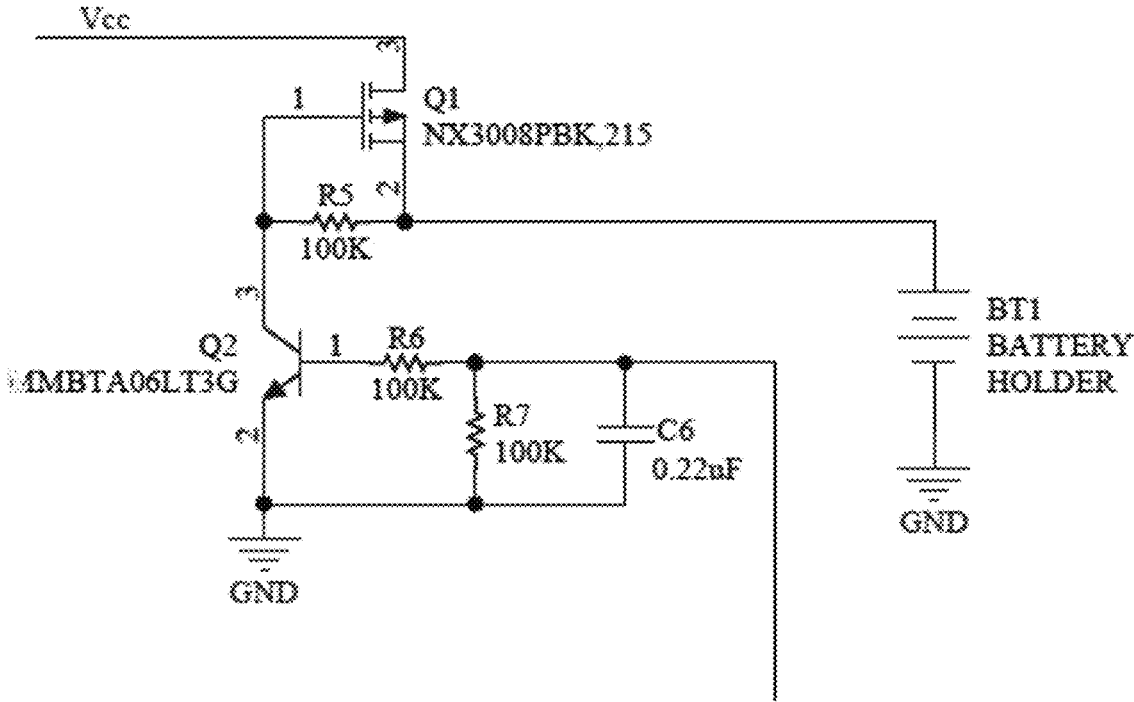 Vcc
3
1
Q1
NX3008PBK,215
2
R5
100K
3
Q2
MMBTA06LT3G
1
R6
100K
2
R7
100K
C6
0.22uF
BT1
BATTERY
HOLDER
GND
GND